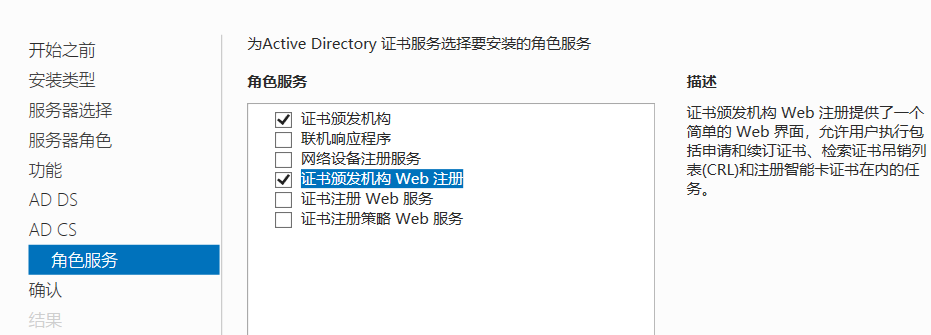 为Active Directory 证书服务选择要安装的角色服务
开始之前
安装类型
服务器选择
服务器角色
功能
AD DS
AD CS
角色服务
确认
结果
角色服务
证书颁发机构
联机响应程序
网络设备注册服务
证书颁发机构 Web 注册
证书注册 Web 服务
证书注册策略 Web 服务
描述
证书颁发机构 Web 注册提供了一个
简单的 Web 界面，允许用户执行包
括申请和续订证书、检索证书吊销列
表(CRL)和注册智能卡证书在内的任
务。